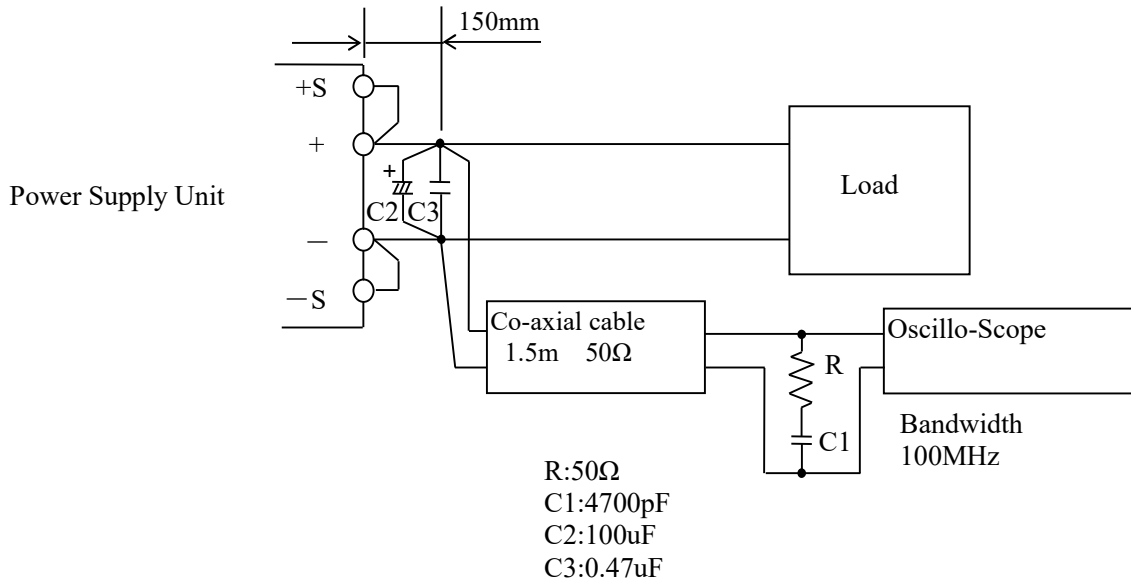 150mm
+S
+
Power Supply Unit
+
C2 C3
Load
−
−S
Co-axial cable
1.5m 50Ω
Oscillo-Scope
R
C1
Bandwidth
100MHz
R:50Ω
C1:4700pF
C2:100uF
C3:0.47uF